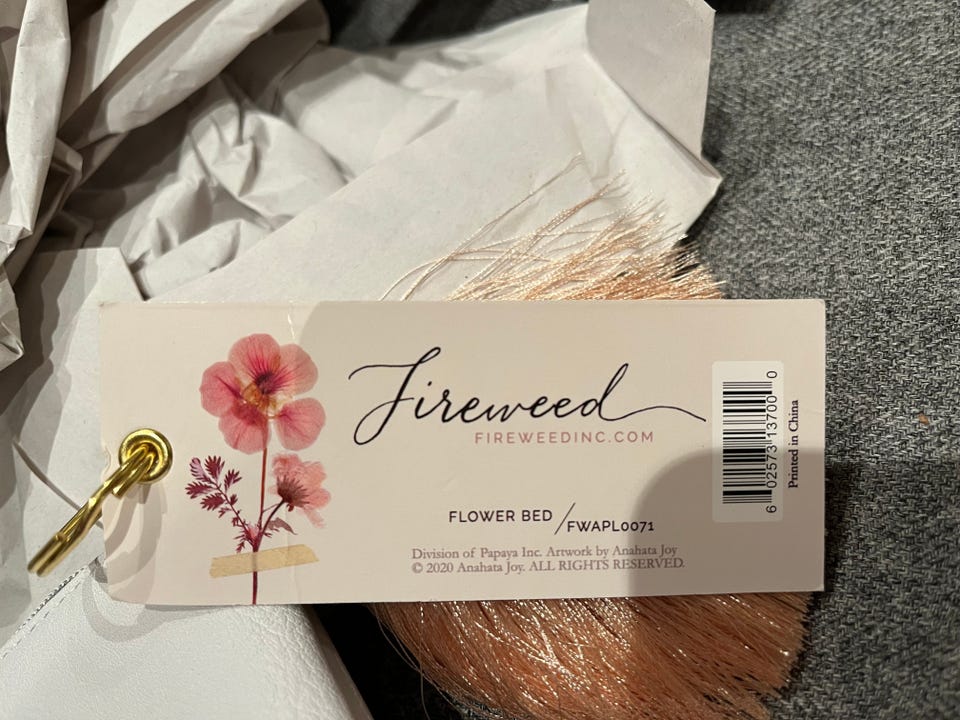 Fireweed
FIREWEEDINC.COM
FLOWER BED / FWAPL0071
Division of Papaya Inc. Artwork by Anahata Joy
© 2020 Anahata Joy. ALL RIGHTS RESERVED.
6 02573 13700 0
Printed in China